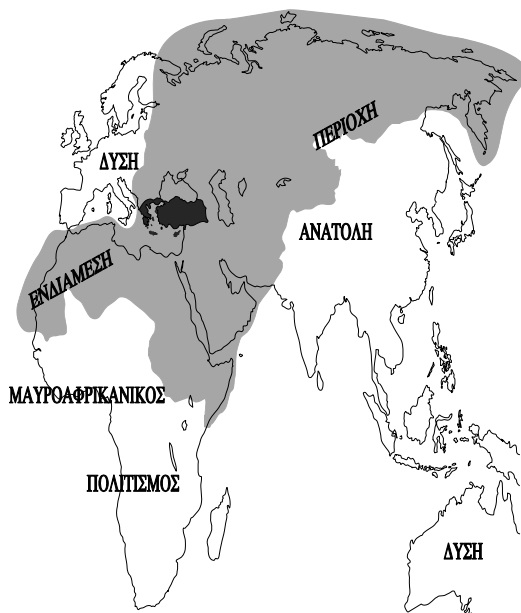 ΠΕΡΙΟΧΗ
ΔΥΣΗ
ΑΝΑΤΟΛΗ
ΕΝΔΙΑΜΕΣΗ
ΜΑΥΡΟΑΦΡΙΚΑΝΙΚΟΣ
ΠΟΛΙΤΙΣΜΟΣ
ΔΥΣΗ